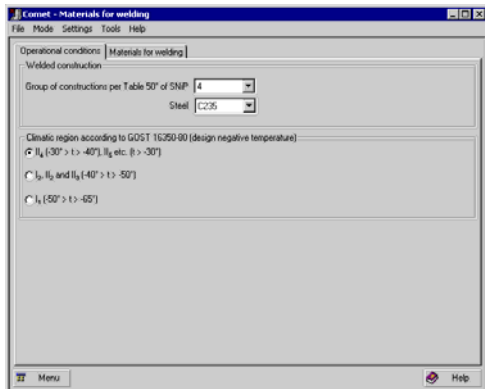 Comet - Materials for welding
File Mode Settings Tools Help
Operational conditions Materials for welding
Welded construction
Group of constructions per Table 50* of SNiP 4
Steel C235
Climatic region according to GOST 16350-80 (design negative temperature)
II₄ (-30° > t > -40°), II₅ etc. (t > -30°)
I₂, II₂ and II₃ (-40° > t > -50°)
I₁ (-50° > t > -65°)
Menu Help